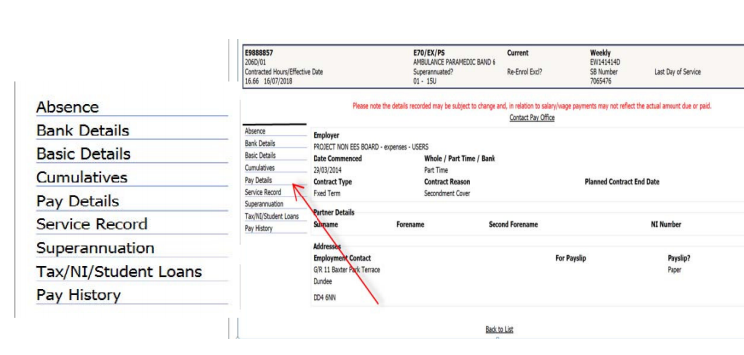 Absence
Bank Details
Basic Details
Cumulatives
Pay Details
Service Record
Superannuation
Tax/NI/Student Loans
Pay History
E9888857 E70/EX/PS Current Weekly
206D/01 AMBULANCE PARAMEDIC BAND 6 EW141414D
Contracted Hours/Effective Date Superannuated? Re-Enrol Excl? SB Number Last Day of Service
16.66 16/07/2018 01 - 15U 7065476
Please note the details recorded may be subject to change and, in relation to salary/wage payments may not reflect the actual amount due or paid.
Contact Pay Office
Absence
Bank Details
Basic Details
Cumulatives
Pay Details
Service Record
Superannuation
Tax/NI/Student Loans
Pay History
Employer
PROJECT NON EES BOARD - expenses - USERS
Date Commenced Whole / Part Time / Bank
29/03/2014 Part Time
Contract Type Contract Reason Planned Contract End Date
Fixed Term Secondment Cover
Partner Details
Surname Forename Second Forename NI Number
Addresses
Employment Contact For Payslip Payslip?
G/R 11 Baxter Park Terrace Paper
Dundee
DD4 6NN
Back to List